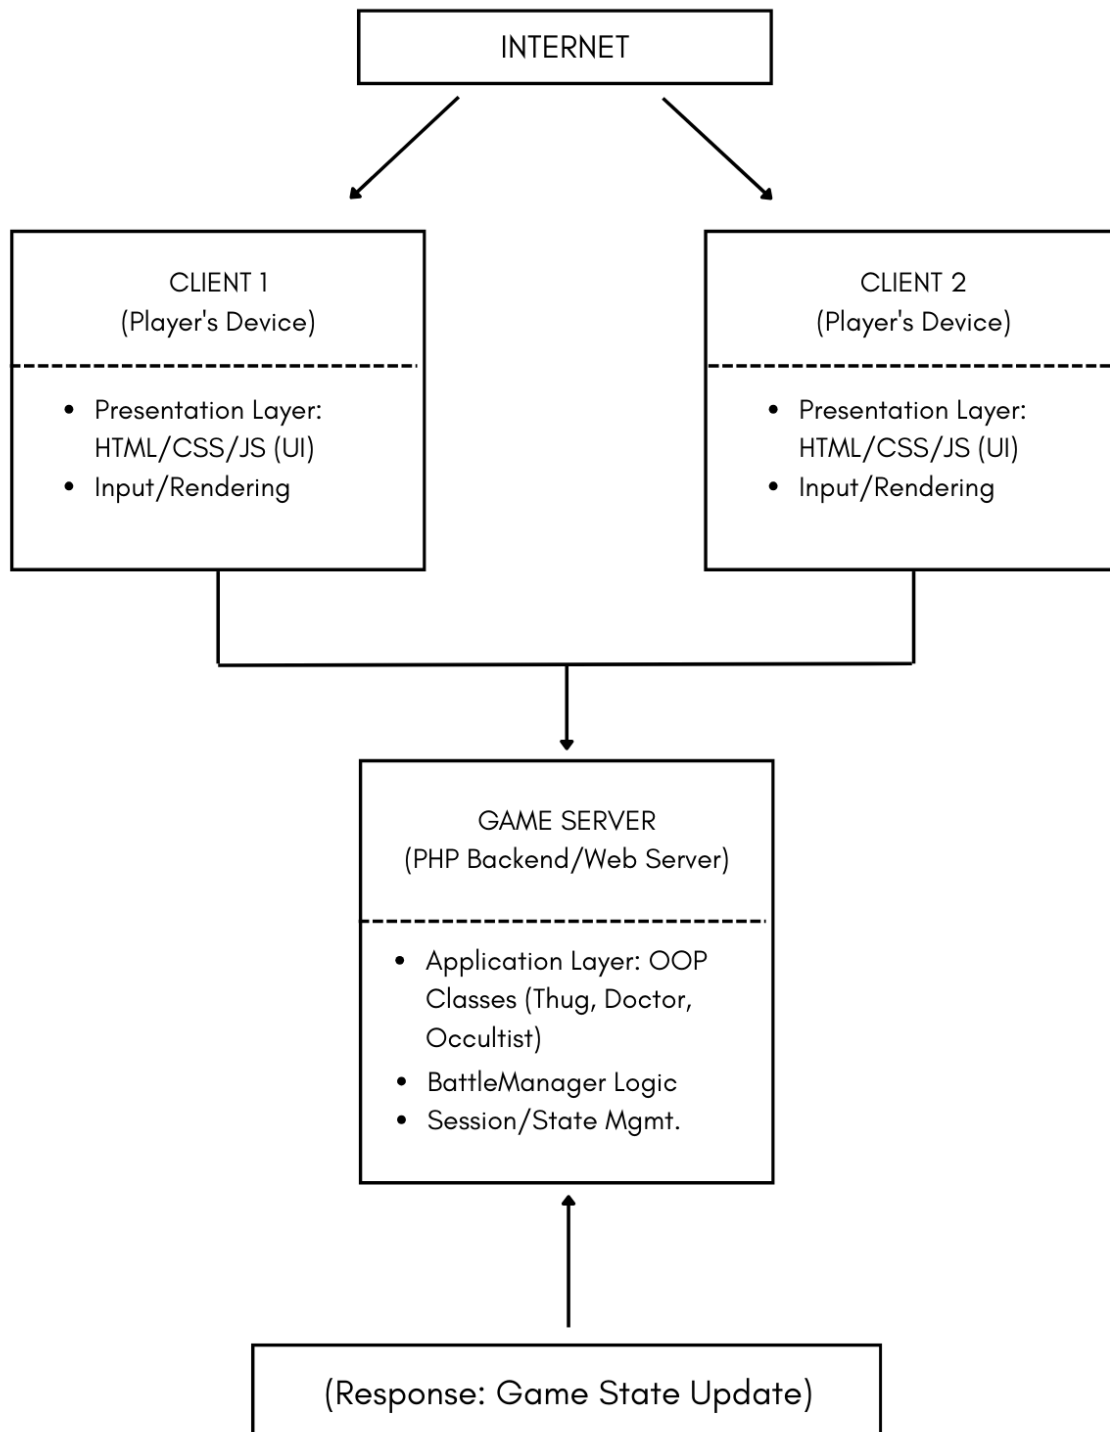 INTERNET
CLIENT 1
(Player's Device)
• Presentation Layer:
HTML/CSS/JS (UI)
• Input/Rendering
CLIENT 2
(Player's Device)
• Presentation Layer:
HTML/CSS/JS (UI)
• Input/Rendering
GAME SERVER
(PHP Backend/Web Server)
• Application Layer: OOP
Classes (Thug, Doctor,
Occultist)
• BattleManager Logic
• Session/State Mgmt.
(Response: Game State Update)